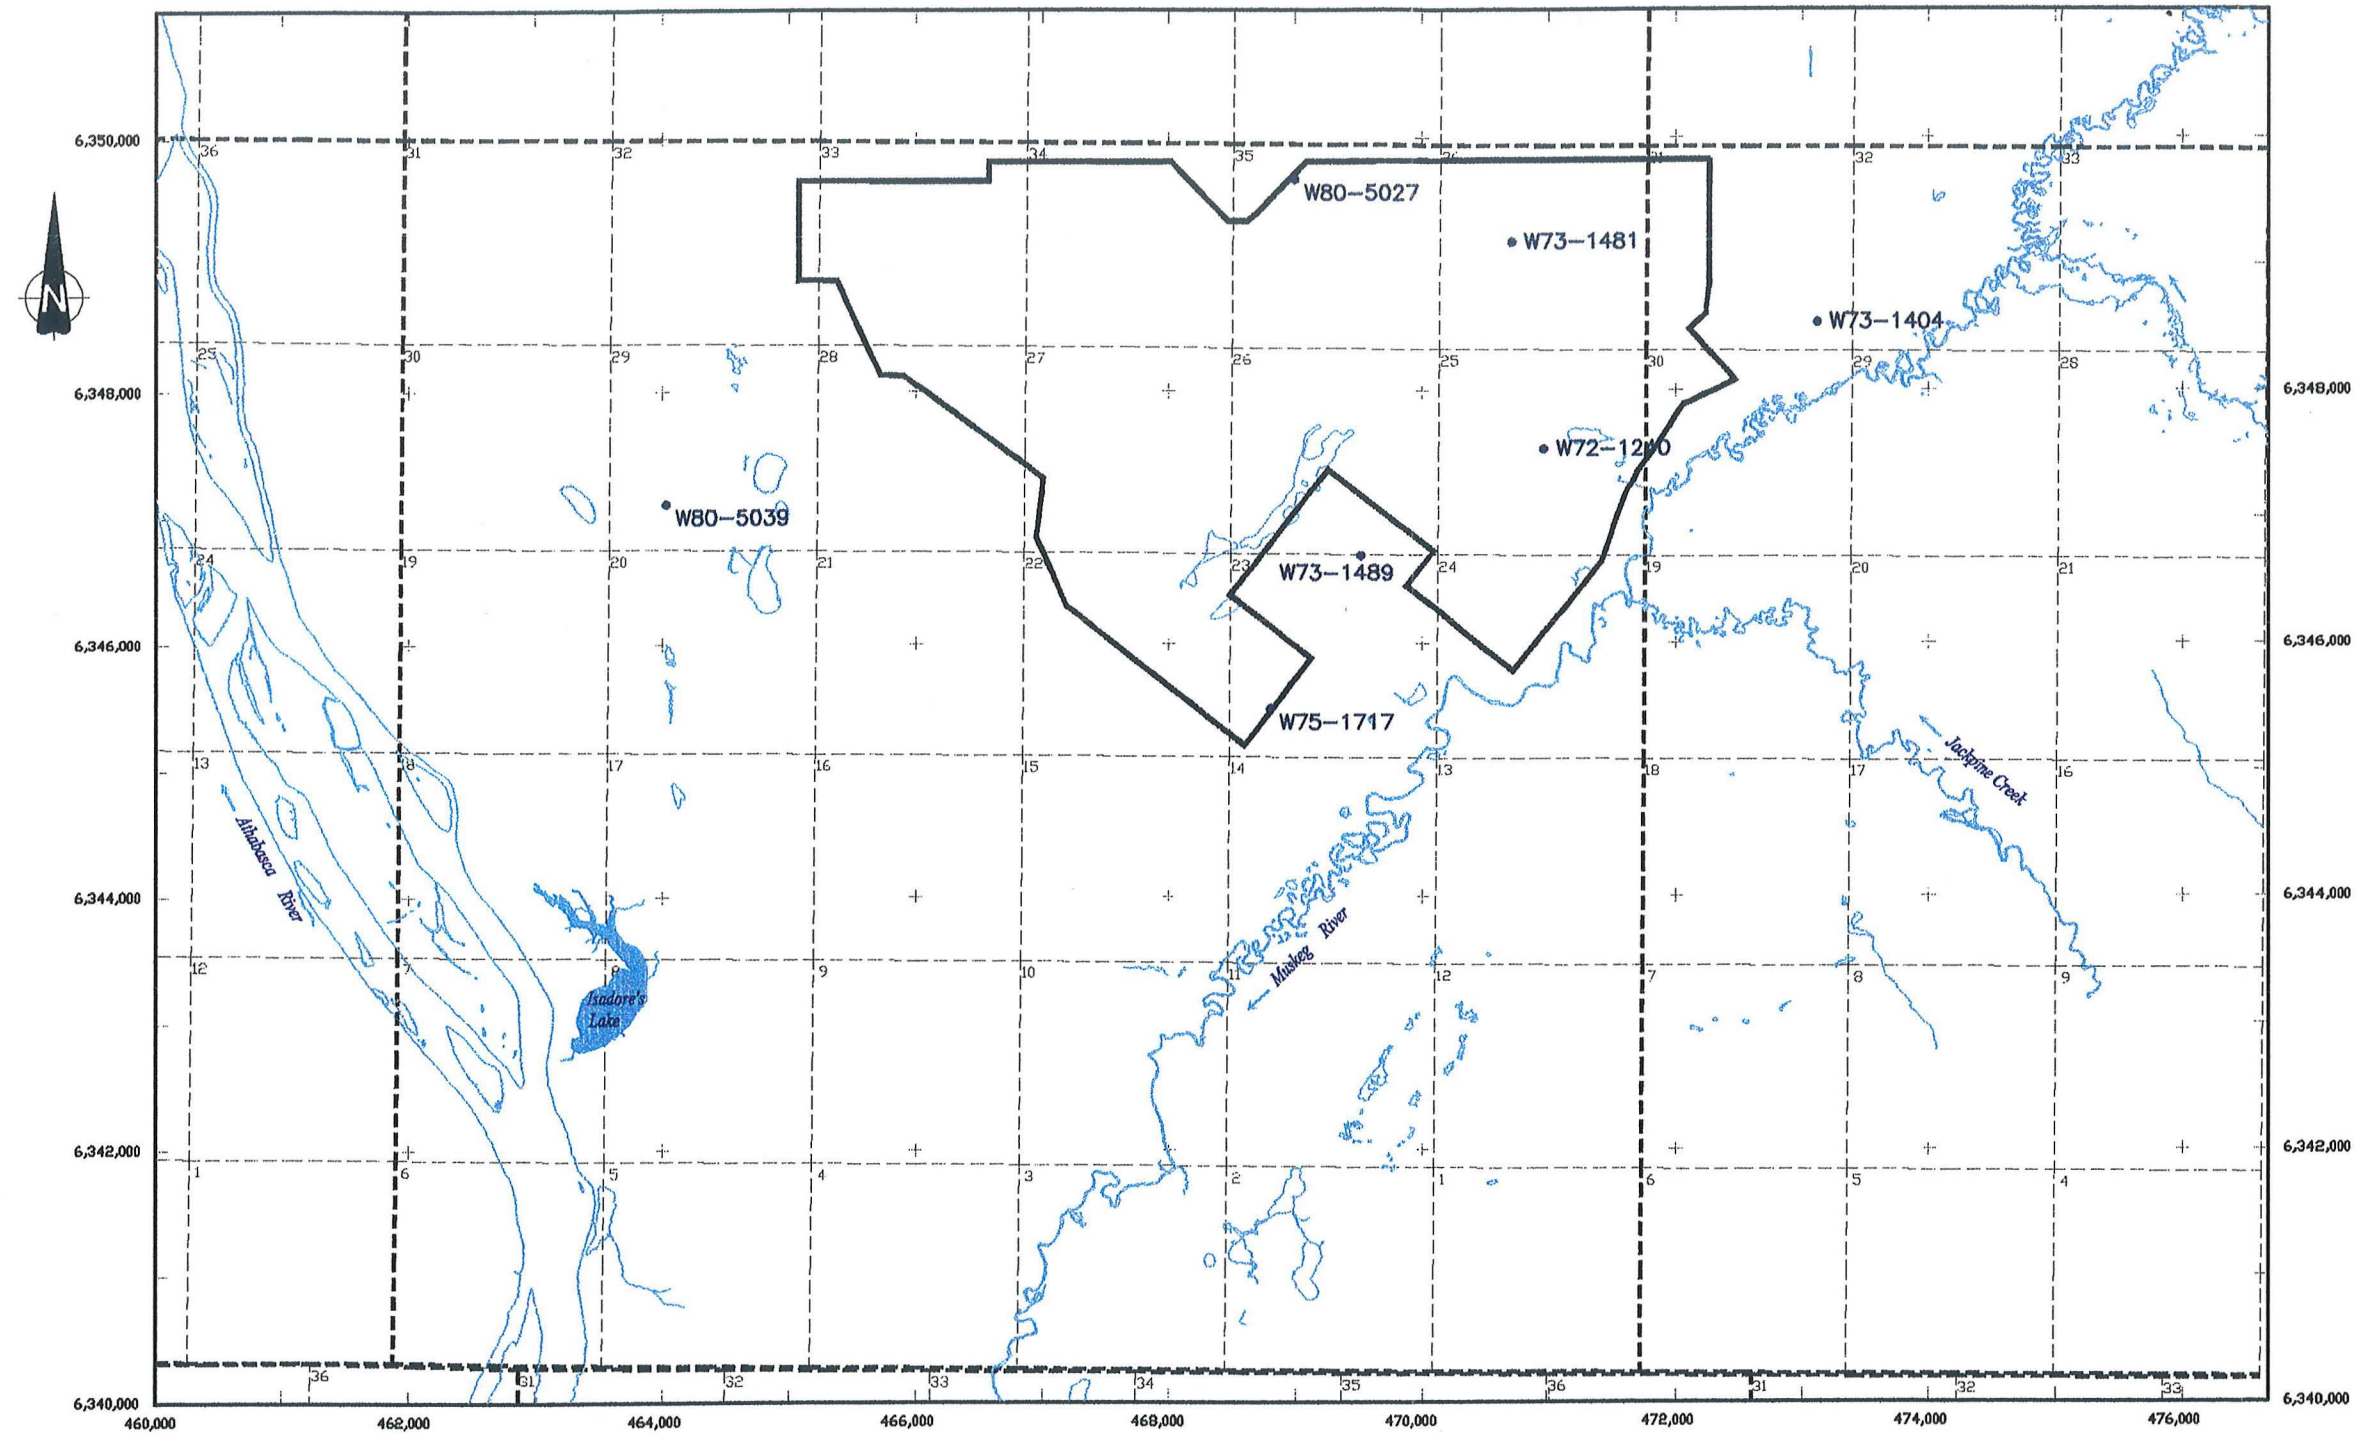 6,350,000
36 31 32 33 34 35 36 31 32 33
W80-5027
N
W73-1481
W73-1404
25 30 29 28 27 26 25 30 29 28
6,348,000 6,348,000
W72-1240
W80-5039
24 19 20 21 22 23 24 19 20 21
W73-1489
6,346,000 6,346,000
W75-1717
13 18 17 16 15 14 13 18 17 16
Jackpine Creek
Athabasca River
6,344,000 6,344,000
Muskeg River
12 7 8 9 10 11 12 7 8 9
Isadore's
Lake
6,342,000 6,342,000
1 6 5 4 3 2 1 6 5 4
36 31 32 33 34 35 36 31 32 33
6,340,000 6,340,000
460,000 462,000 464,000 466,000 468,000 470,000 472,000 474,000 476,000